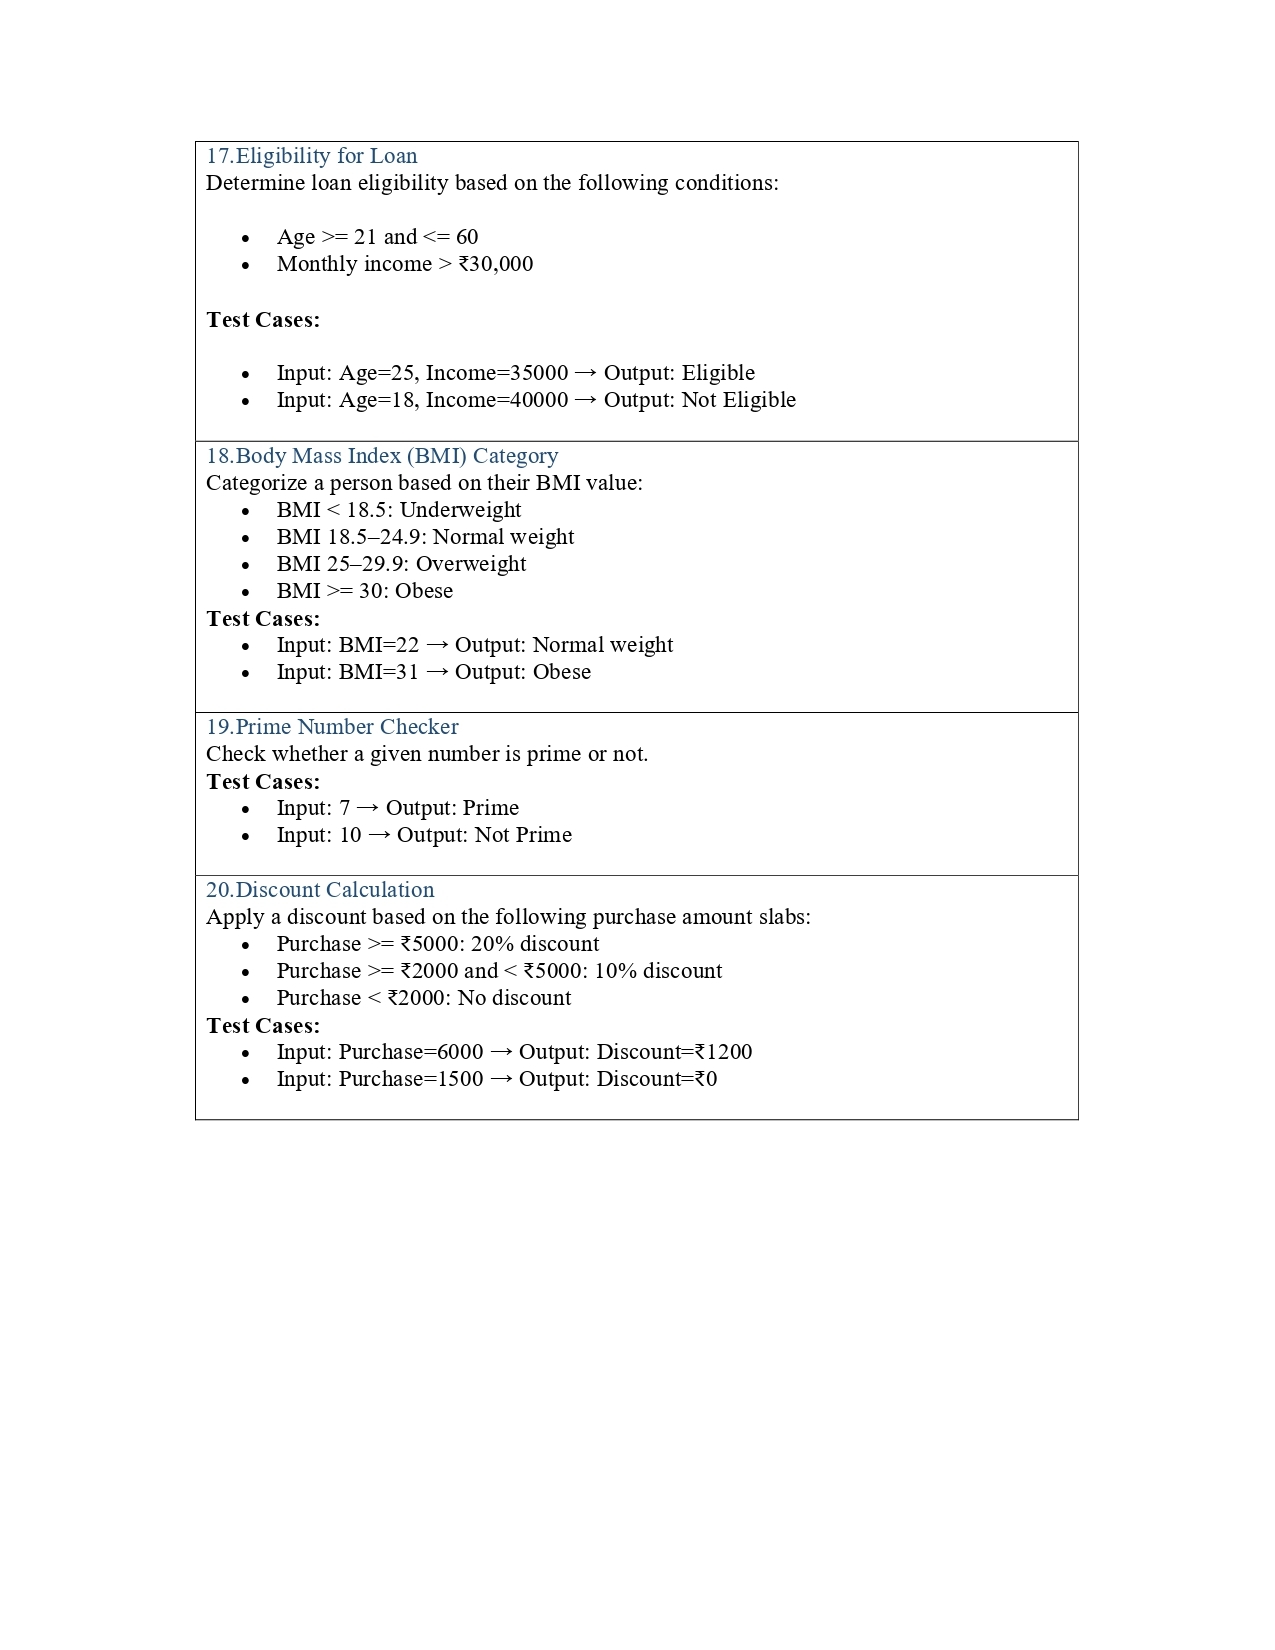 17.Eligibility for Loan
Determine loan eligibility based on the following conditions:
• Age >= 21 and <= 60
• Monthly income > ₹30,000
Test Cases:
• Input: Age=25, Income=35000 → Output: Eligible
• Input: Age=18, Income=40000 → Output: Not Eligible
18.Body Mass Index (BMI) Category
Categorize a person based on their BMI value:
• BMI < 18.5: Underweight
• BMI 18.5–24.9: Normal weight
• BMI 25–29.9: Overweight
• BMI >= 30: Obese
Test Cases:
• Input: BMI=22 → Output: Normal weight
• Input: BMI=31 → Output: Obese
19.Prime Number Checker
Check whether a given number is prime or not.
Test Cases:
• Input: 7 → Output: Prime
• Input: 10 → Output: Not Prime
20.Discount Calculation
Apply a discount based on the following purchase amount slabs:
• Purchase >= ₹5000: 20% discount
• Purchase >= ₹2000 and < ₹5000: 10% discount
• Purchase < ₹2000: No discount
Test Cases:
• Input: Purchase=6000 → Output: Discount=₹1200
• Input: Purchase=1500 → Output: Discount=₹0